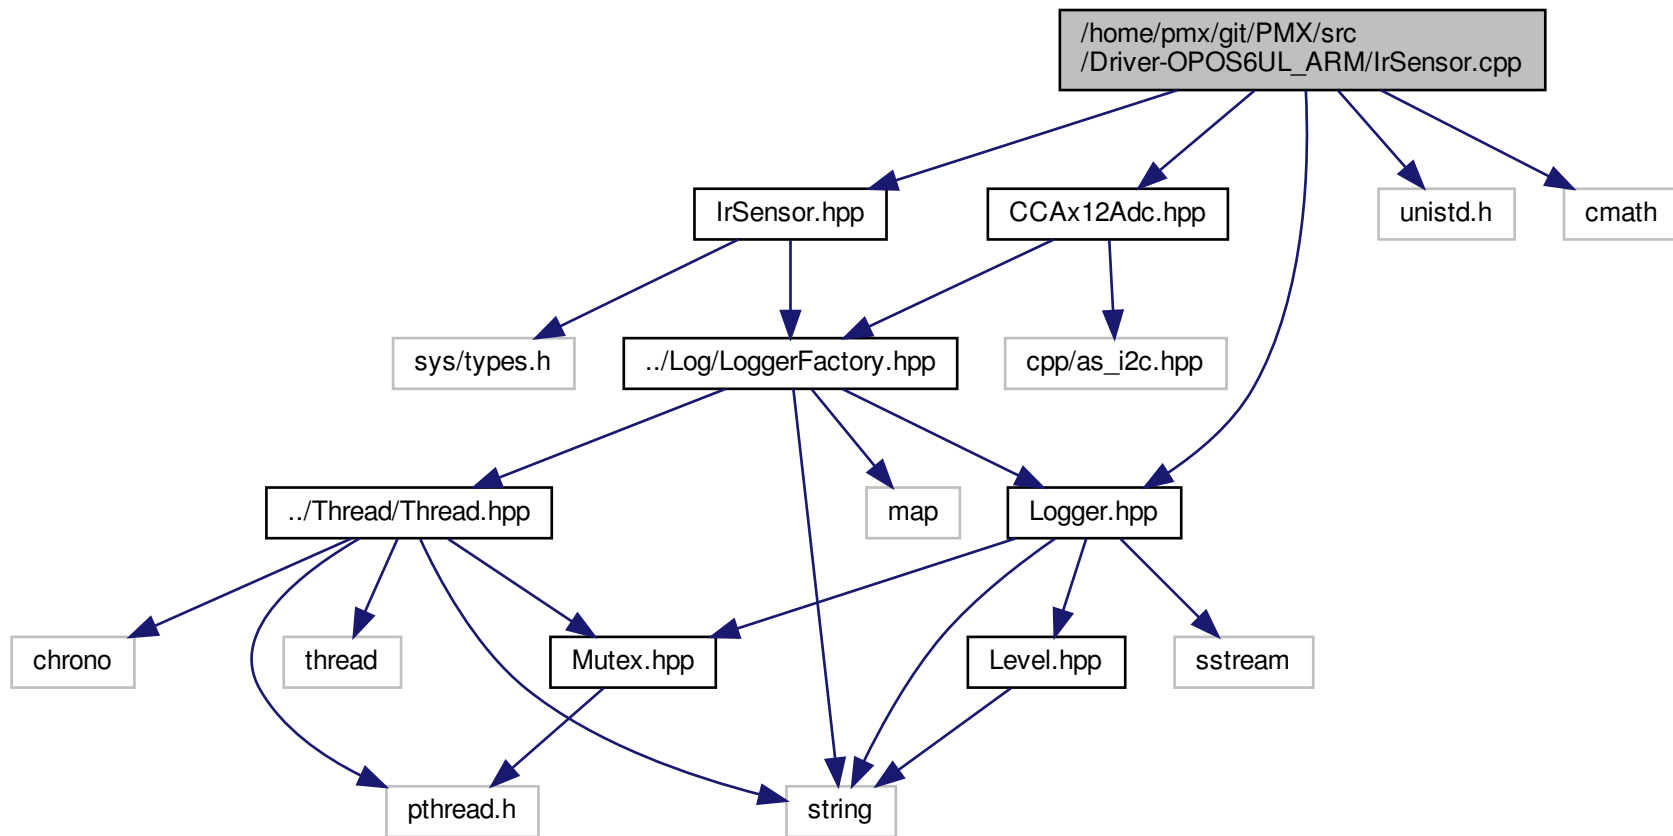 /home/pmx/git/PMX/src
/Driver-OPOS6UL_ARM/IrSensor.cpp
IrSensor.hpp
CCAx12Adc.hpp
unistd.h
cmath
sys/types.h
../Log/LoggerFactory.hpp
cpp/as_i2c.hpp
../Thread/Thread.hpp
map
Logger.hpp
chrono
thread
Mutex.hpp
Level.hpp
sstream
pthread.h
string